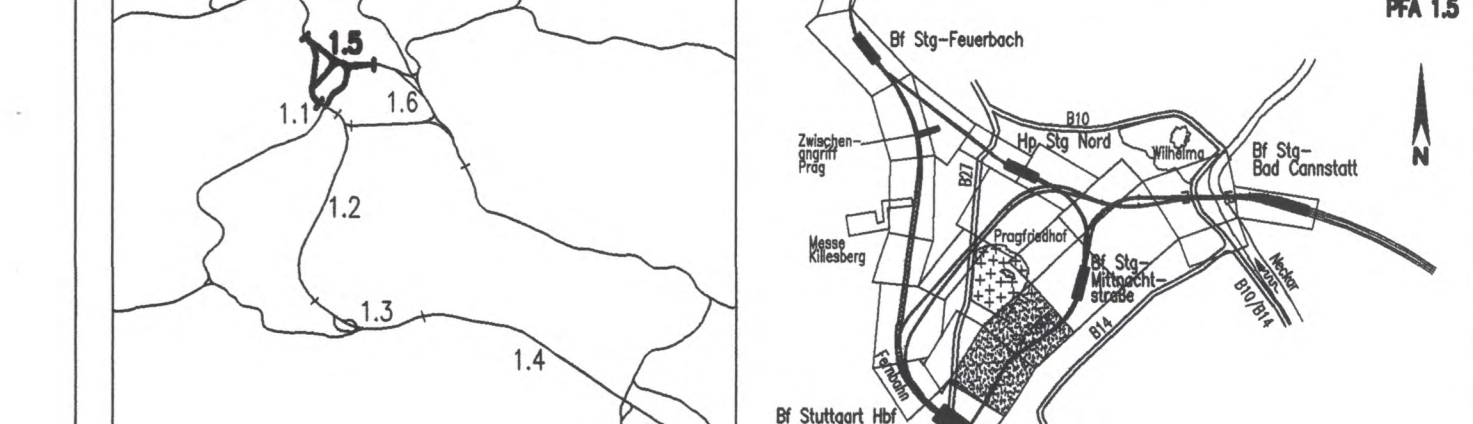 1.5
1.1
1.6
1.2
1.3
1.4
PFA 1.5
Bf Stg-Feuerbach
B10
Zwischen-
angriff
Prag
Hp Stg Nord
Wilhelma
Bf Stg-
Bad Cannstatt
N
B27
Messe
Killesberg
Pragfriedhof
Bf Stg-
Mittnacht-
straße
Neckar
B10/B14
B14
Fernbahn
Bf Stuttgart Hbf